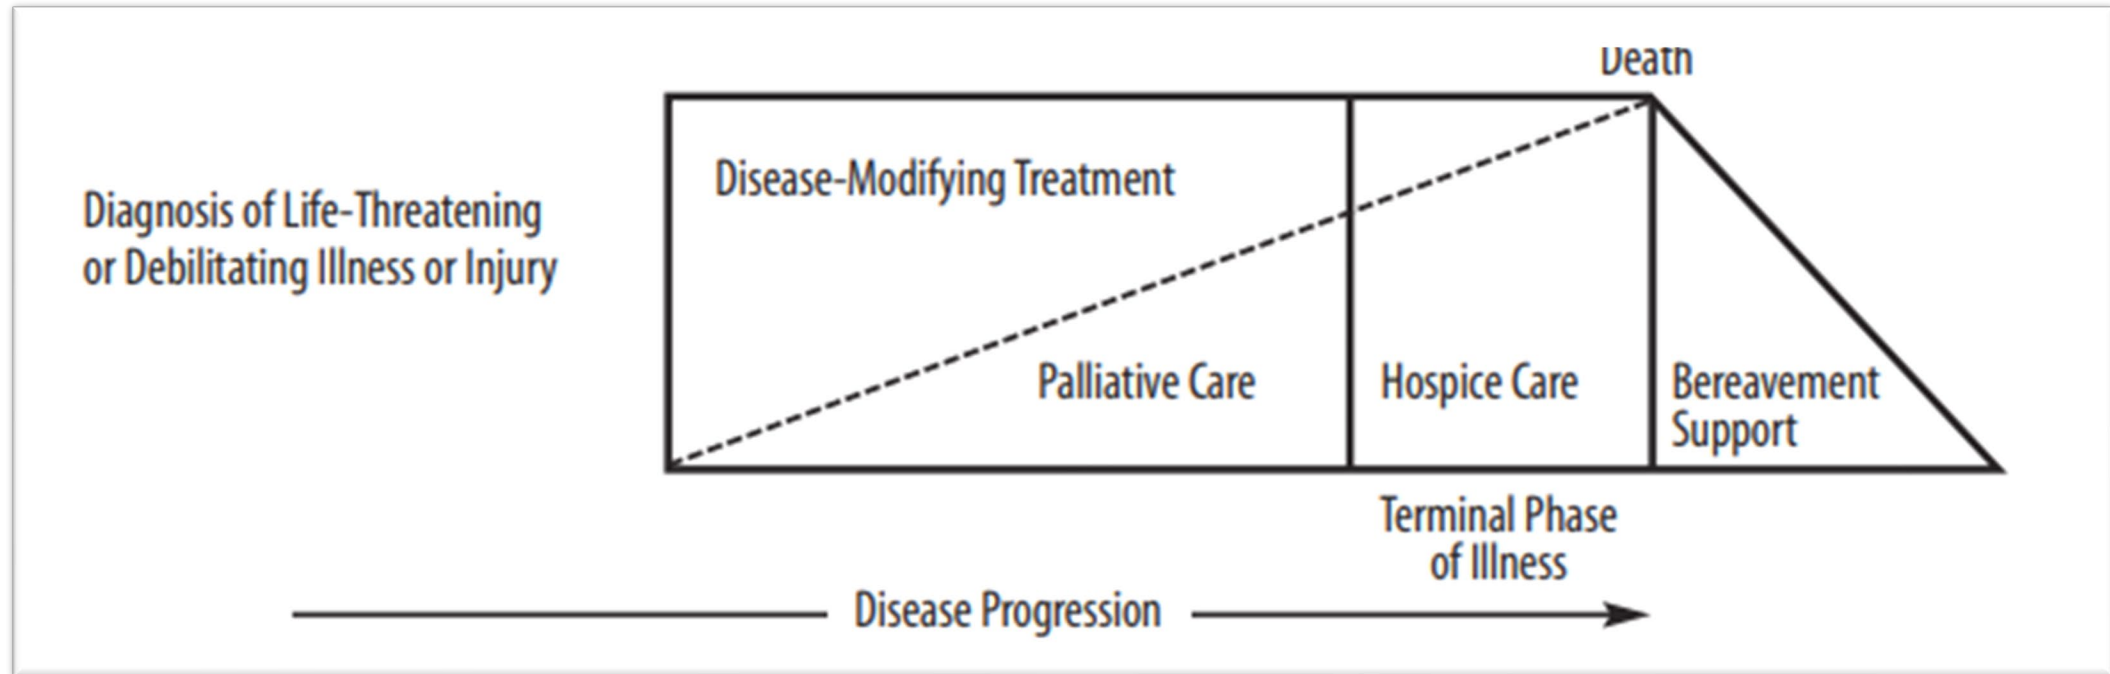 Death
Disease-Modifying Treatment
Diagnosis of Life-Threatening
or Debilitating Illness or Injury
Palliative Care
Hospice Care
Bereavement
Support
Terminal Phase
of Illness
Disease Progression